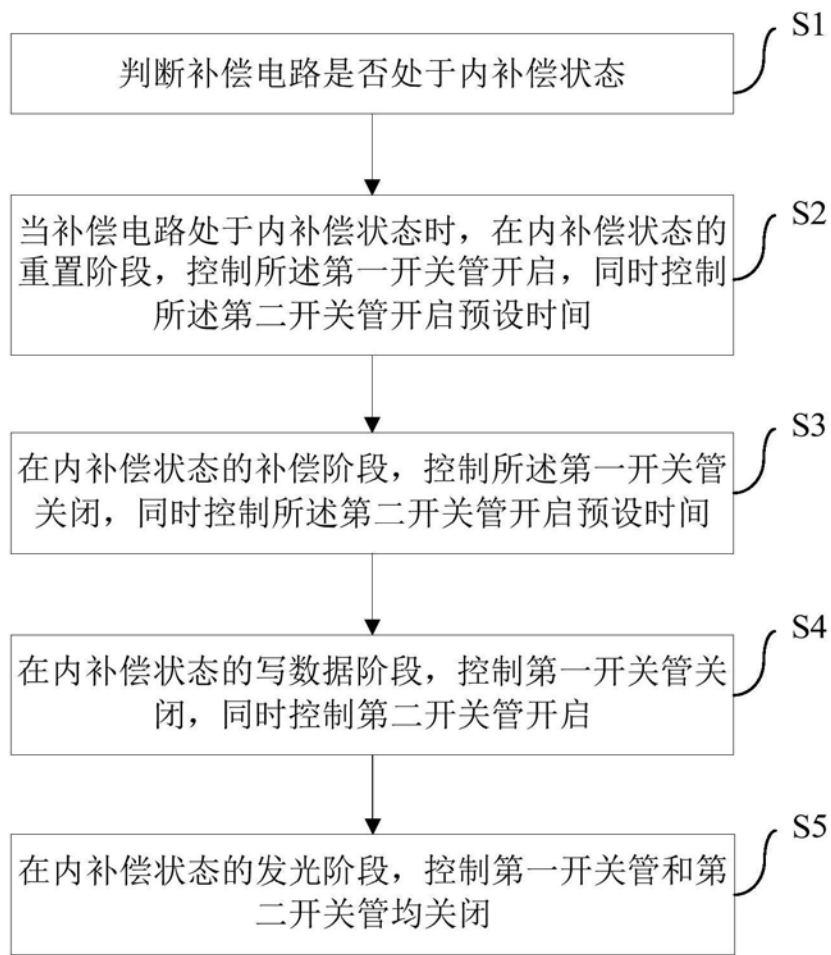 S1
判断补偿电路是否处于内补偿状态
S2
当补偿电路处于内补偿状态时，在内补偿状态的
重置阶段，控制所述第一开关管开启，同时控制
所述第二开关管开启预设时间
S3
在内补偿状态的补偿阶段，控制所述第一开关管
关闭，同时控制所述第二开关管开启预设时间
S4
在内补偿状态的写数据阶段，控制第一开关管关
闭，同时控制第二开关管开启
S5
在内补偿状态的发光阶段，控制第一开关管和第
二开关管均关闭